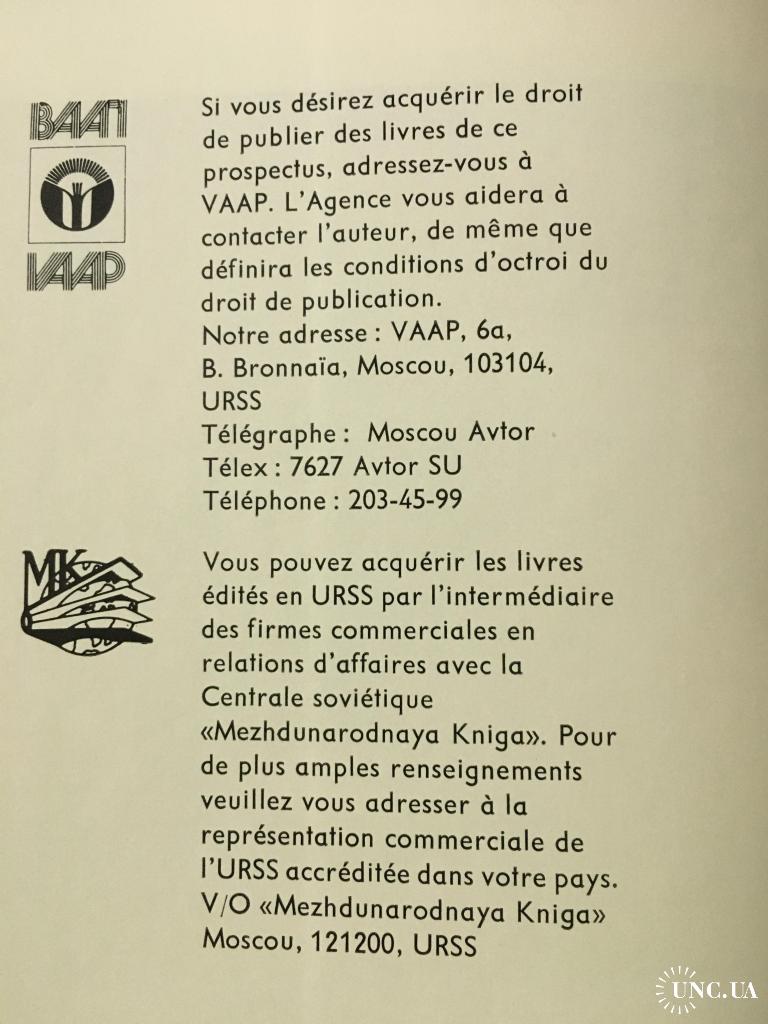 ВААП
VAAP
Si vous désirez acquérir le droit
de publier des livres de ce
prospectus, adressez-vous à
VAAP. L'Agence vous aidera à
contacter l'auteur, de même que
définira les conditions d'octroi du
droit de publication.
Notre adresse : VAAP, 6a,
B. Bronnaïa, Moscou, 103104,
URSS
Télégraphe : Moscou Avtor
Télex : 7627 Avtor SU
Téléphone : 203-45-99
MK
Vous pouvez acquérir les livres
édités en URSS par l'intermédiaire
des firmes commerciales en
relations d'affaires avec la
Centrale soviétique
«Mezhdunarodnaya Kniga». Pour
de plus amples renseignements
veuillez vous adresser à la
représentation commerciale de
l'URSS accréditée dans votre pays.
V/O «Mezhdunarodnaya Kniga»
Moscou, 121200, URSS
UNC.UA